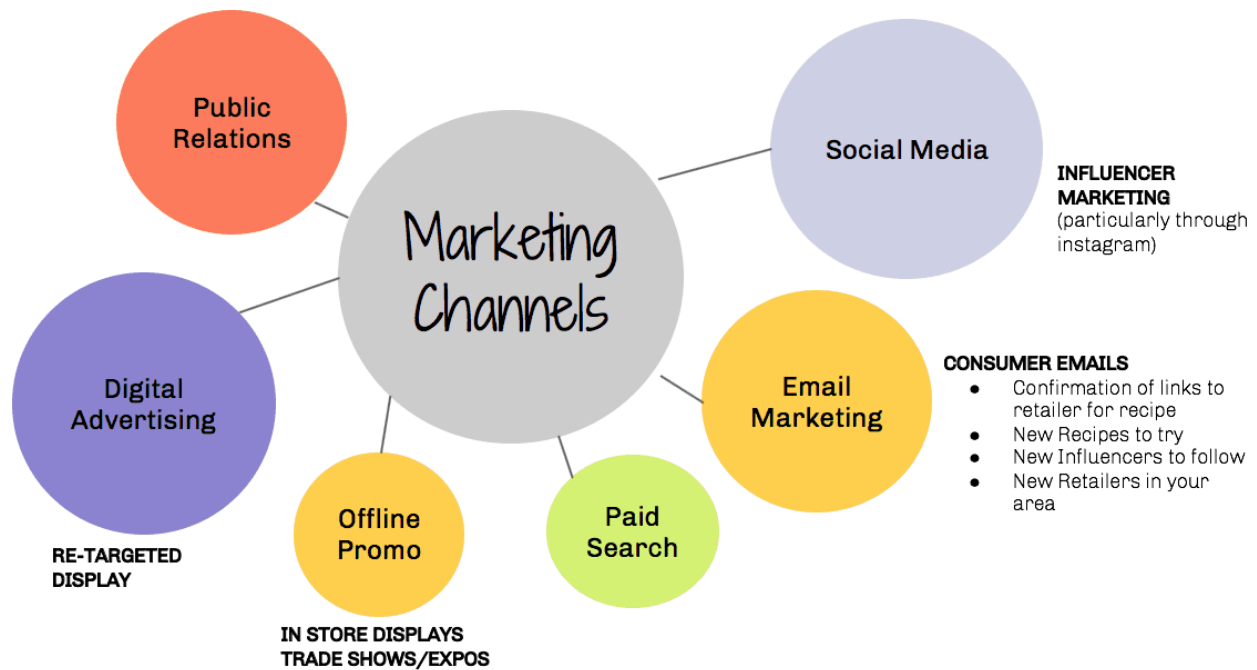 Public
Relations
Social Media
INFLUENCER
MARKETING
(particularly through
instagram)
Marketing
Channels
Digital
Advertising
RE-TARGETED
DISPLAY
Email
Marketing
CONSUMER EMAILS
● Confirmation of links to
retailer for recipe
● New Recipes to try
● New Influencers to follow
● New Retailers in your
area
Offline
Promo
IN STORE DISPLAYS
TRADE SHOWS/EXPOS
Paid
Search